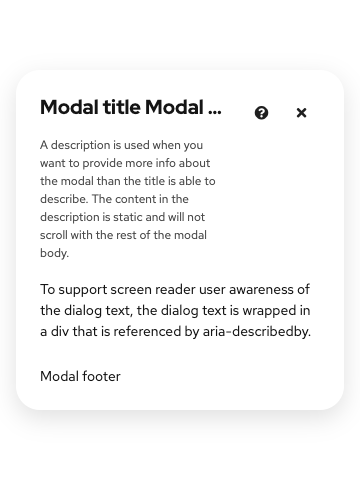 Modal title Modal ...
A description is used when you
want to provide more info about
the modal than the title is able to
describe. The content in the
description is static and will not
scroll with the rest of the modal
body.
To support screen reader user awareness of
the dialog text, the dialog text is wrapped in
a div that is referenced by aria-describedby.
Modal footer